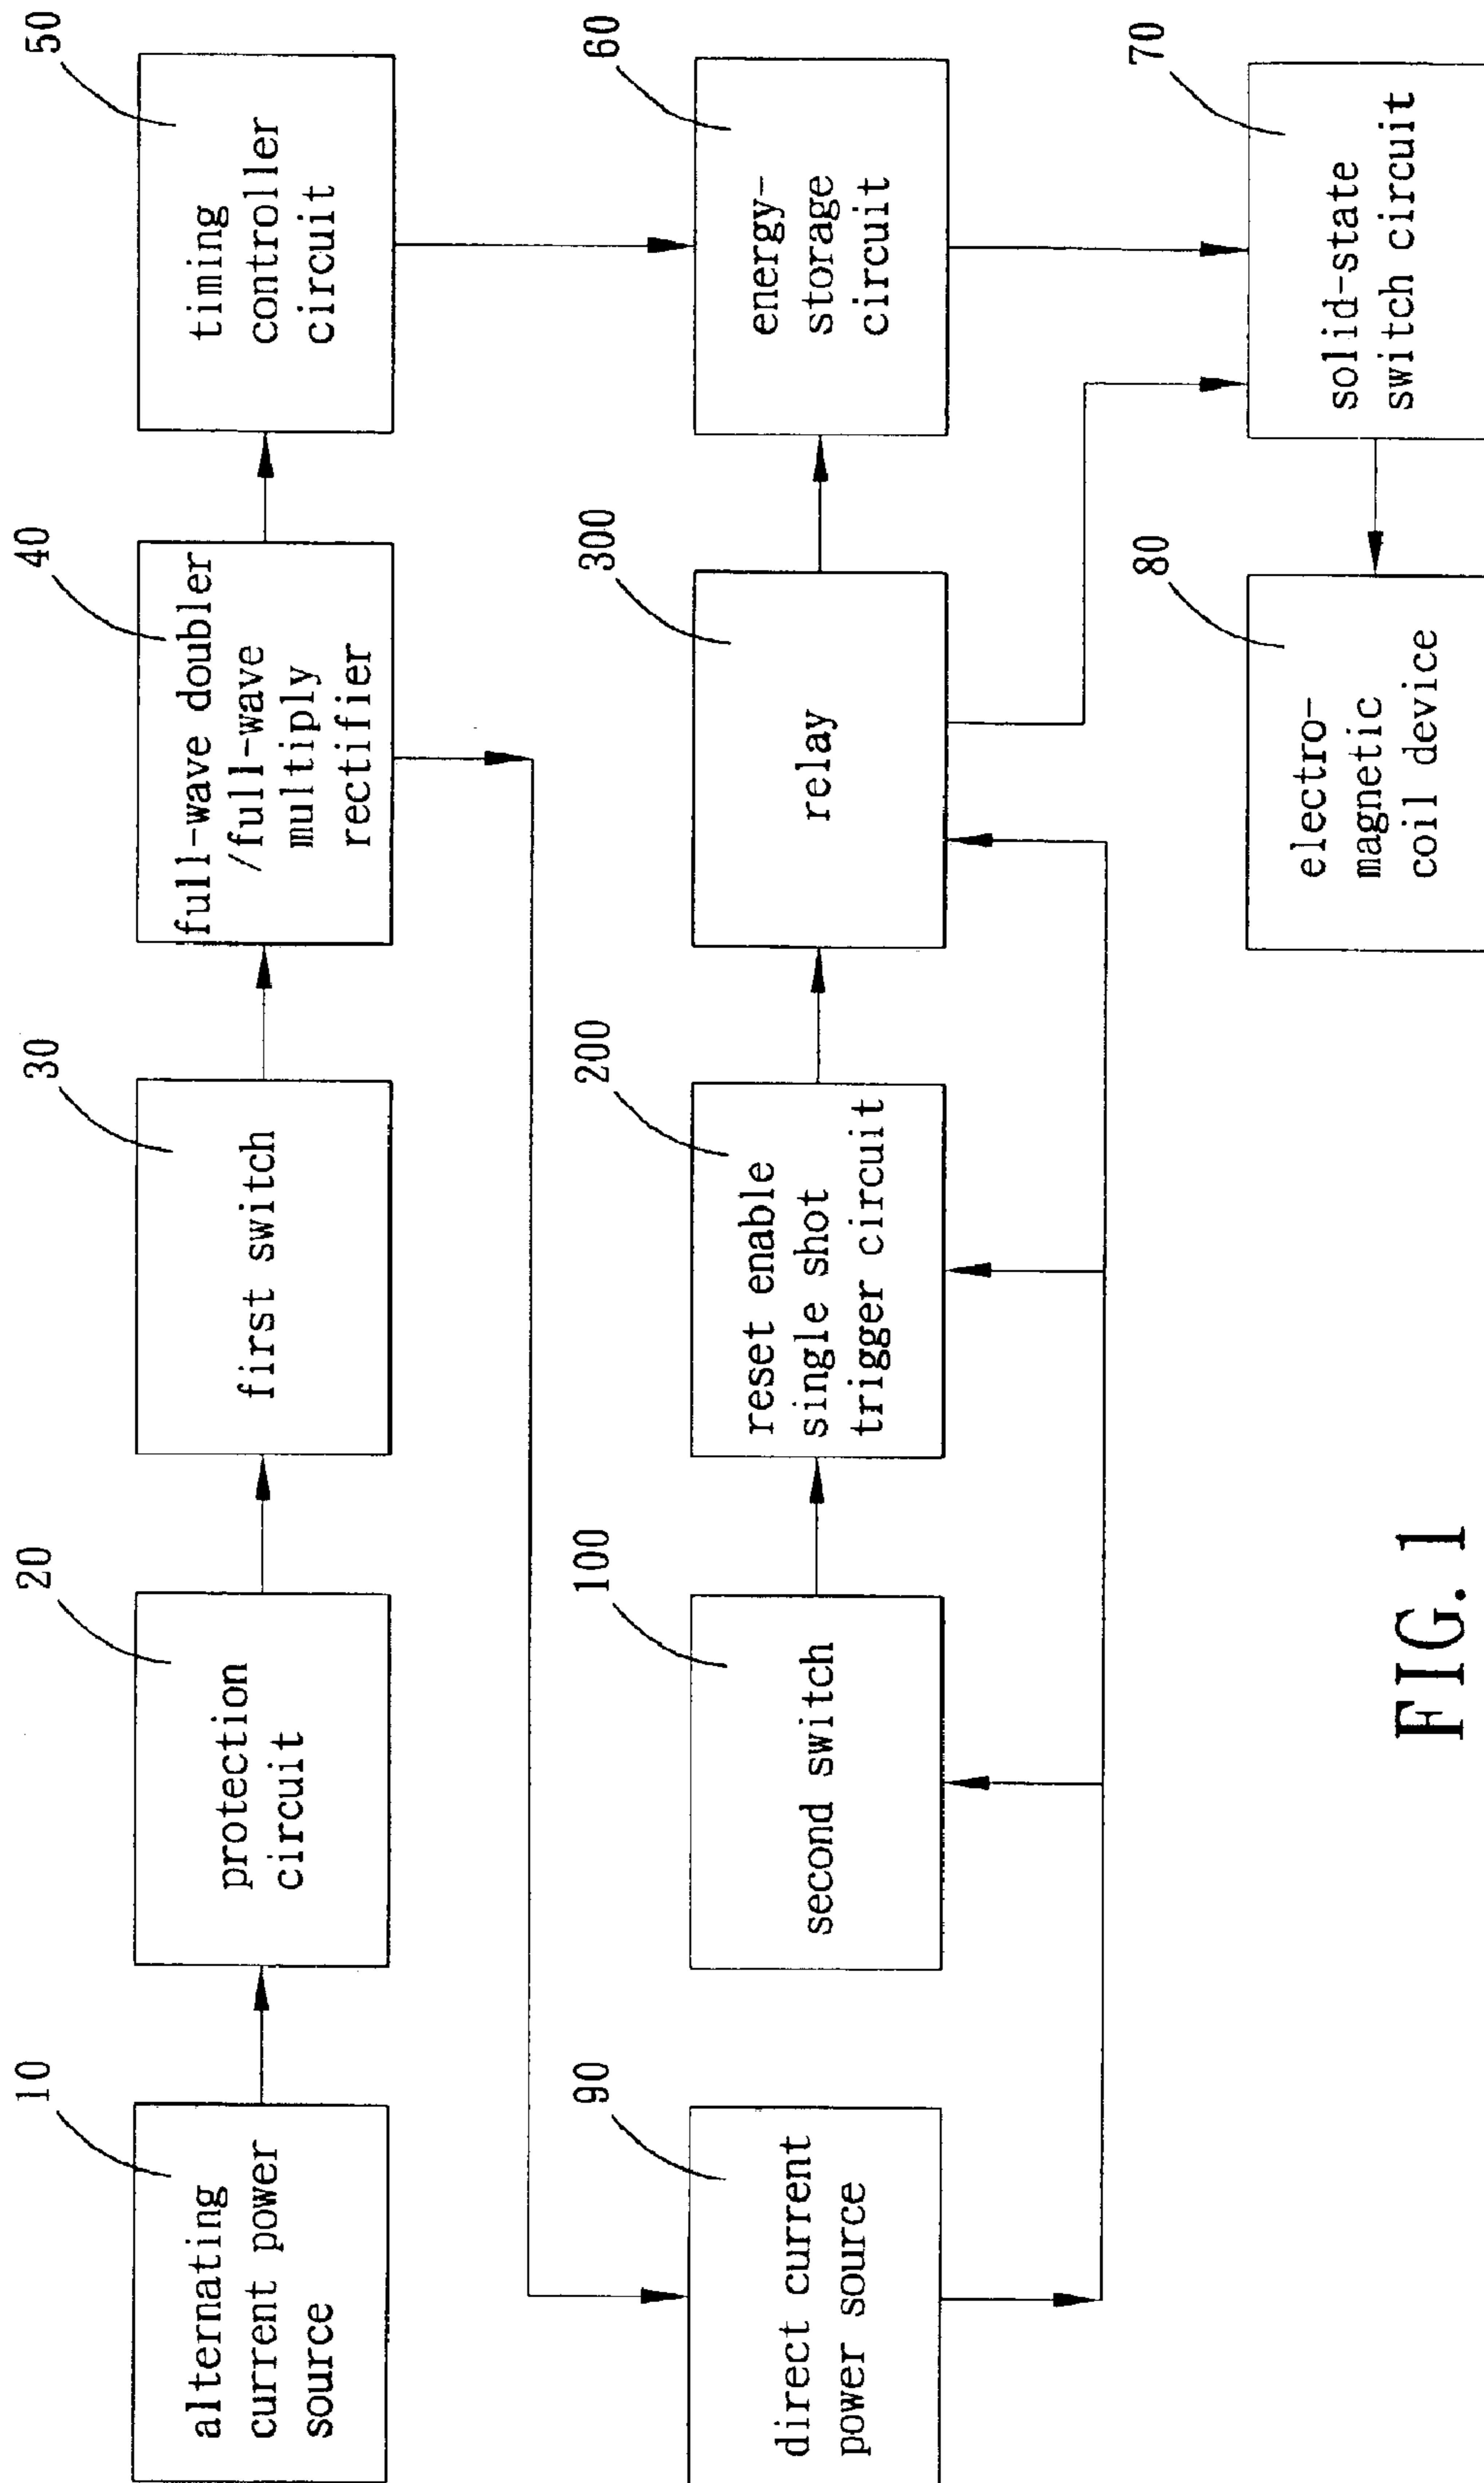 10
alternating
current power
source
20
protection
circuit
30
first switch
40
full-wave doubler
/full-wave
multiply
rectifier
50
timing
controller
circuit
90
direct current
power source
100
second switch
200
reset enable
single shot
trigger circuit
300
relay
60
energy-
storage
circuit
80
electro-
magnetic
coil device
70
solid-state
switch circuit
FIG. 1